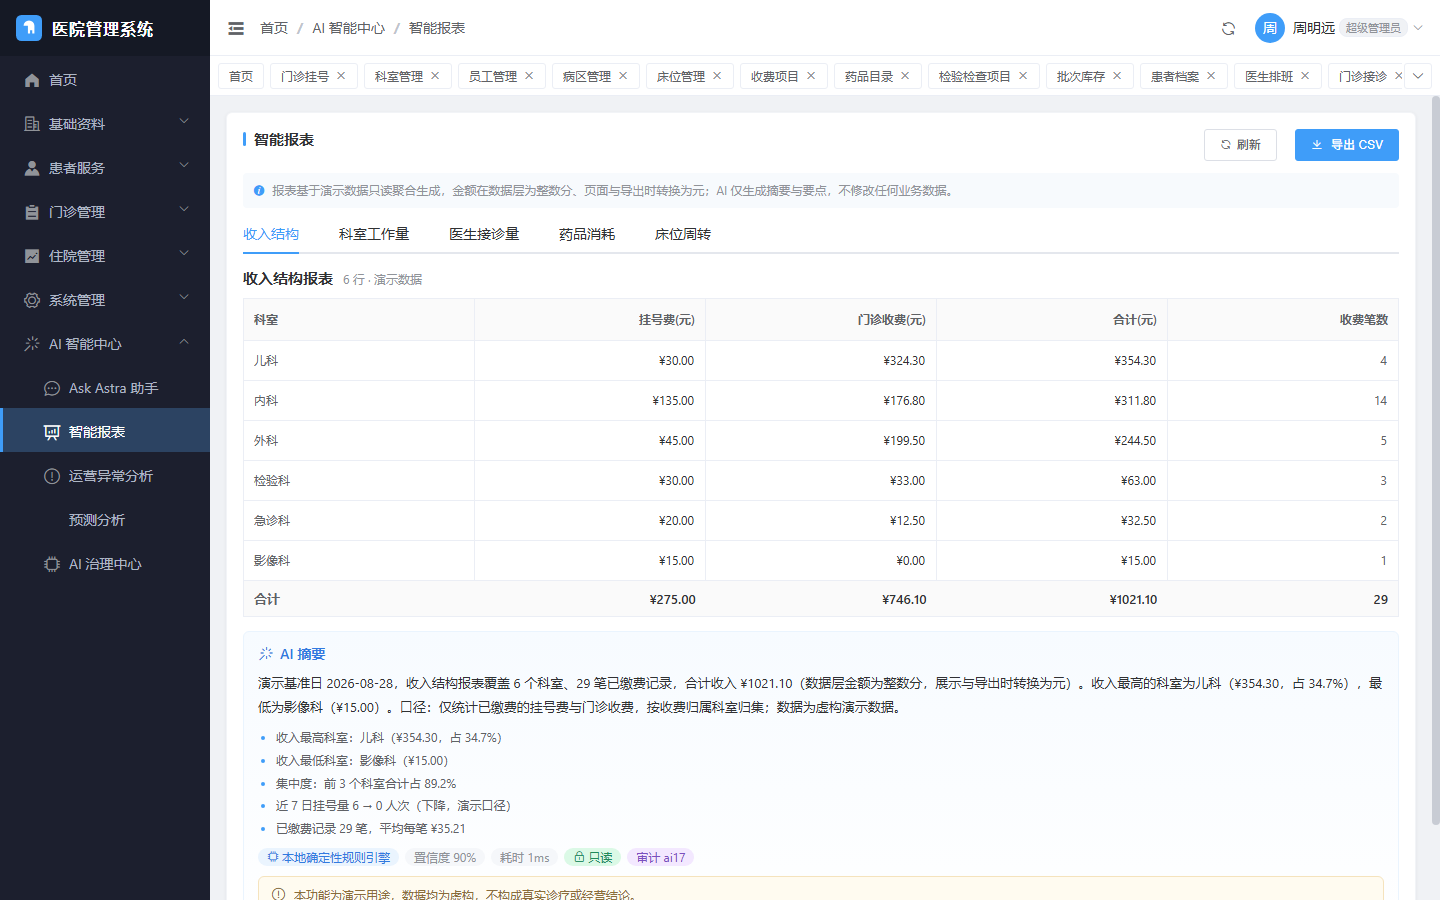 医院管理系统
首页 / AI 智能中心 / 智能报表
周 周明远 超级管理员
首页 门诊挂号 科室管理 员工管理 病区管理 床位管理 收费项目 药品目录 检验检查项目 批次库存 患者档案 医生排班 门诊接诊
首页
基础资料
患者服务
门诊管理
住院管理
系统管理
AI 智能中心
Ask Astra 助手
智能报表
运营异常分析
预测分析
AI 治理中心
智能报表
刷新 导出 CSV
报表基于演示数据只读聚合生成，金额在数据层为整数分、页面与导出时转换为元；AI 仅生成摘要与要点，不修改任何业务数据。
收入结构 科室工作量 医生接诊量 药品消耗 床位周转
收入结构报表 6 行 · 演示数据
科室 挂号费(元) 门诊收费(元) 合计(元) 收费笔数
儿科 ¥30.00 ¥324.30 ¥354.30 4
内科 ¥135.00 ¥176.80 ¥311.80 14
外科 ¥45.00 ¥199.50 ¥244.50 5
检验科 ¥30.00 ¥33.00 ¥63.00 3
急诊科 ¥20.00 ¥12.50 ¥32.50 2
影像科 ¥15.00 ¥0.00 ¥15.00 1
合计 ¥275.00 ¥746.10 ¥1021.10 29
AI 摘要
演示基准日 2026-08-28，收入结构报表覆盖 6 个科室、29 笔已缴费记录，合计收入 ¥1021.10（数据层金额为整数分，展示与导出时转换为元）。收入最高的科室为儿科（¥354.30，占 34.7%），最
低为影像科（¥15.00）。口径：仅统计已缴费的挂号费与门诊收费，按收费归属科室归集；数据为虚构演示数据。
收入最高科室：儿科（¥354.30，占 34.7%）
收入最低科室：影像科（¥15.00）
集中度：前 3 个科室合计占 89.2%
近 7 日挂号量 6 → 0 人次（下降，演示口径）
已缴费记录 29 笔，平均每笔 ¥35.21
本地确定性规则引擎 置信度 90% 耗时 1ms 只读 审计 ai17
本功能为演示用途，数据均为虚构，不构成真实诊疗或经营结论。